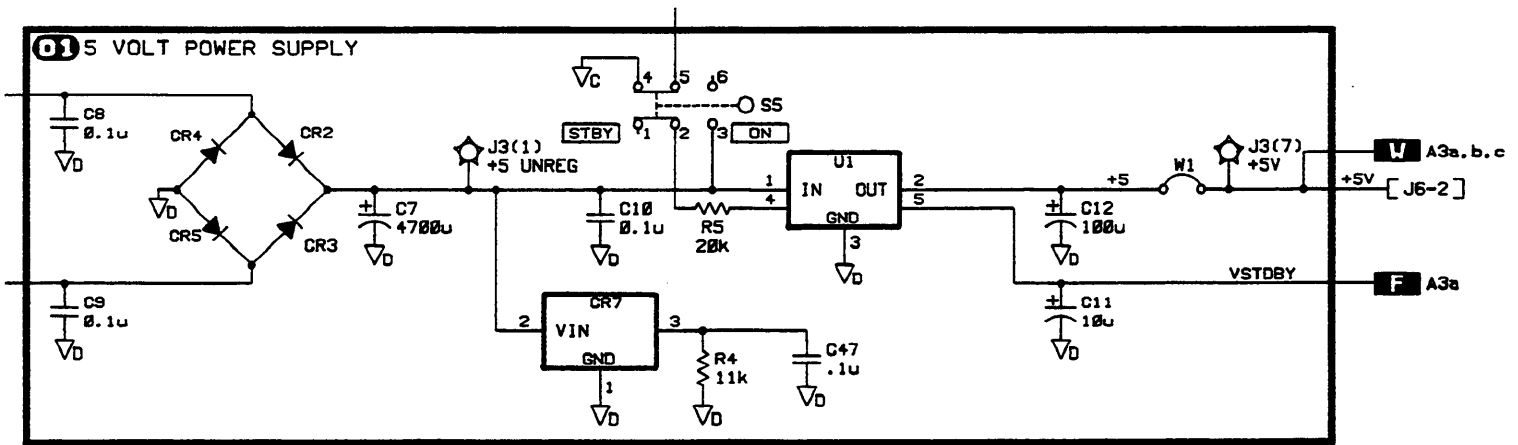 01 5 VOLT POWER SUPPLY
C
4 5 6
S5
STBY 1 2 3 ON
C8
0.1u
D
CR4 CR2
J3(1)
+5 UNREG
U1
1 IN OUT 2
4 5
GND
3
D
+5 W1
J3(7)
+5V
W A3a.b.c
+5V [J6-2]
D
CR5 CR3
+ C7
4700u
D
C10
0.1u
D
R5
20k
+ C12
100u
D
C9
0.1u
D
VSTDBY F A3a
+ C11
10u
D
CR7
2 VIN 3
GND
1
D
R4
11k
D
C47
.1u
D